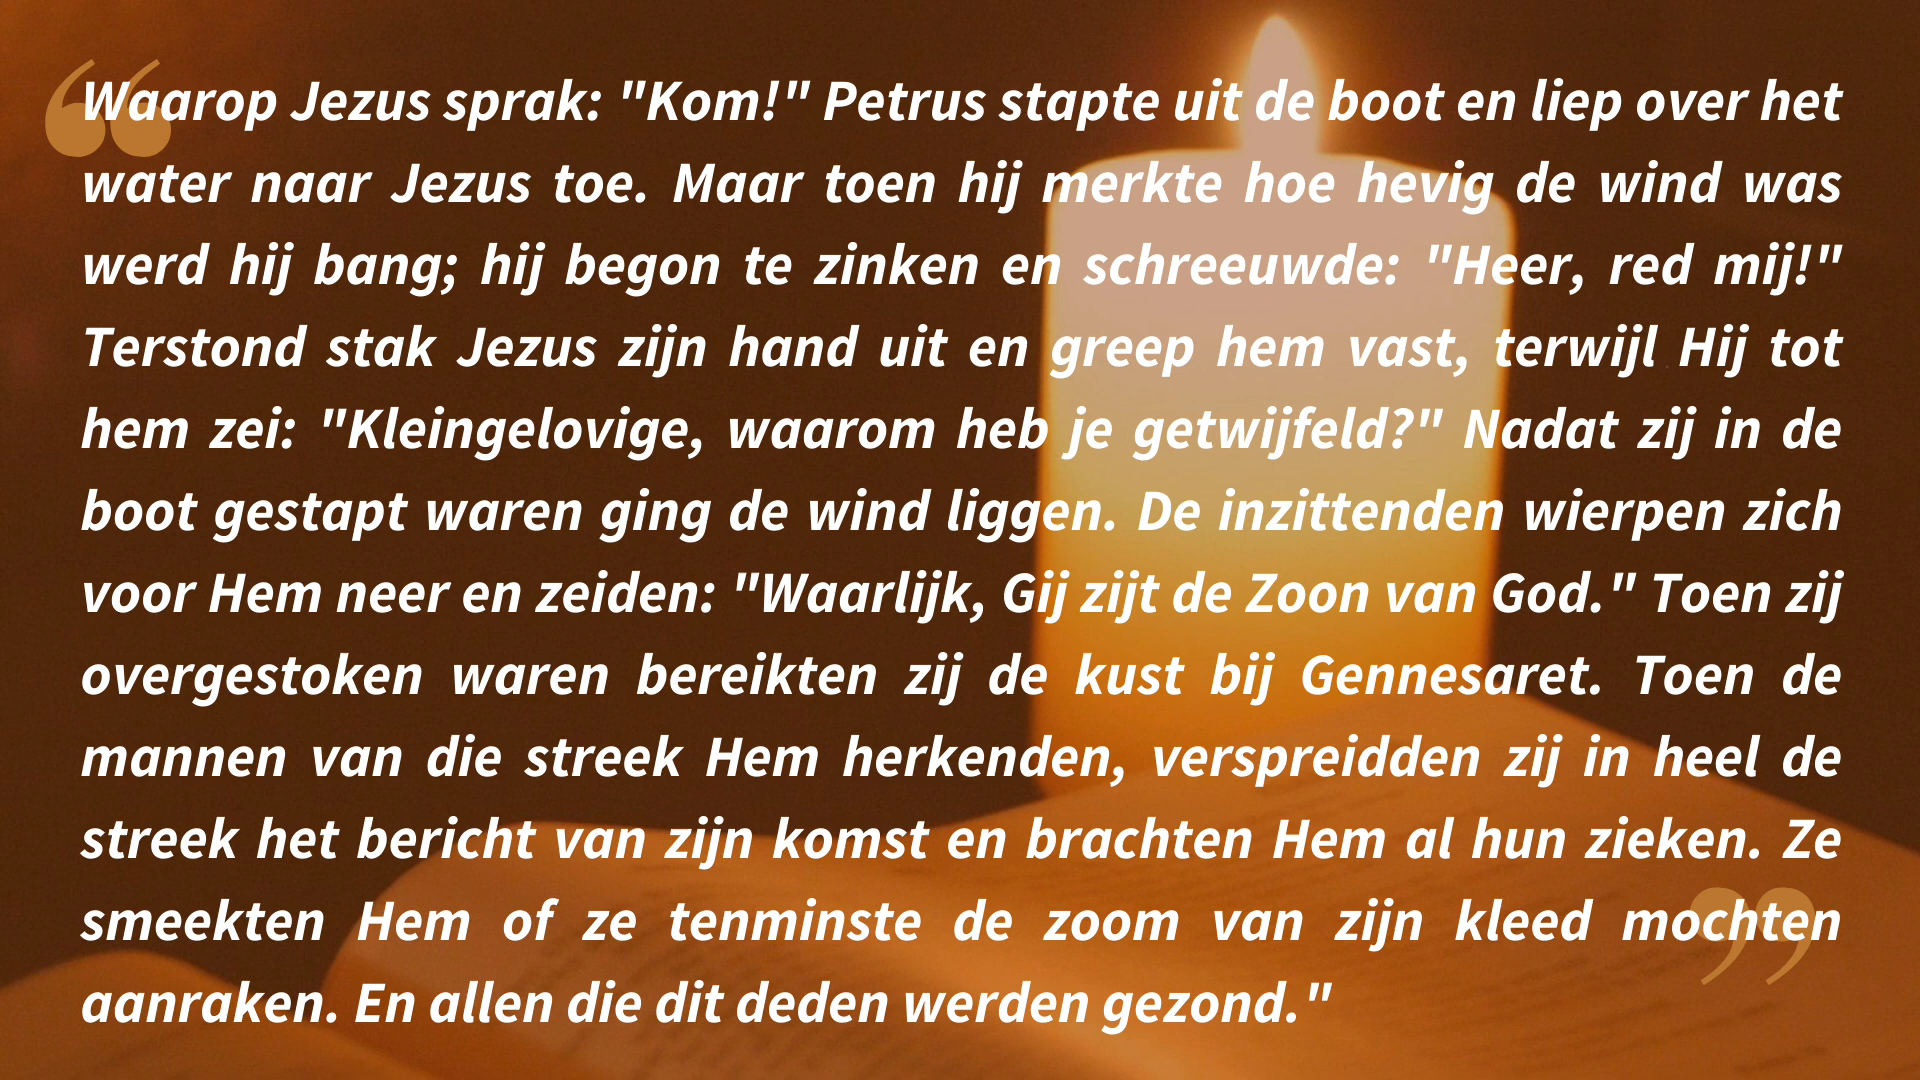 Waarop Jezus sprak: "Kom!" Petrus stapte uit de boot en liep over het
water naar Jezus toe. Maar toen hij merkte hoe hevig de wind was
werd hij bang; hij begon te zinken en schreeuwde: "Heer, red mij!"
Terstond stak Jezus zijn hand uit en greep hem vast, terwijl Hij tot
hem zei: "Kleingelovige, waarom heb je getwijfeld?" Nadat zij in de
boot gestapt waren ging de wind liggen. De inzittenden wierpen zich
voor Hem neer en zeiden: "Waarlijk, Gij zijt de Zoon van God." Toen zij
overgestoken waren bereikten zij de kust bij Gennesaret. Toen de
mannen van die streek Hem herkenden, verspreidden zij in heel de
streek het bericht van zijn komst en brachten Hem al hun zieken. Ze
smeekten Hem of ze tenminste de zoom van zijn kleed mochten
aanraken. En allen die dit deden werden gezond."